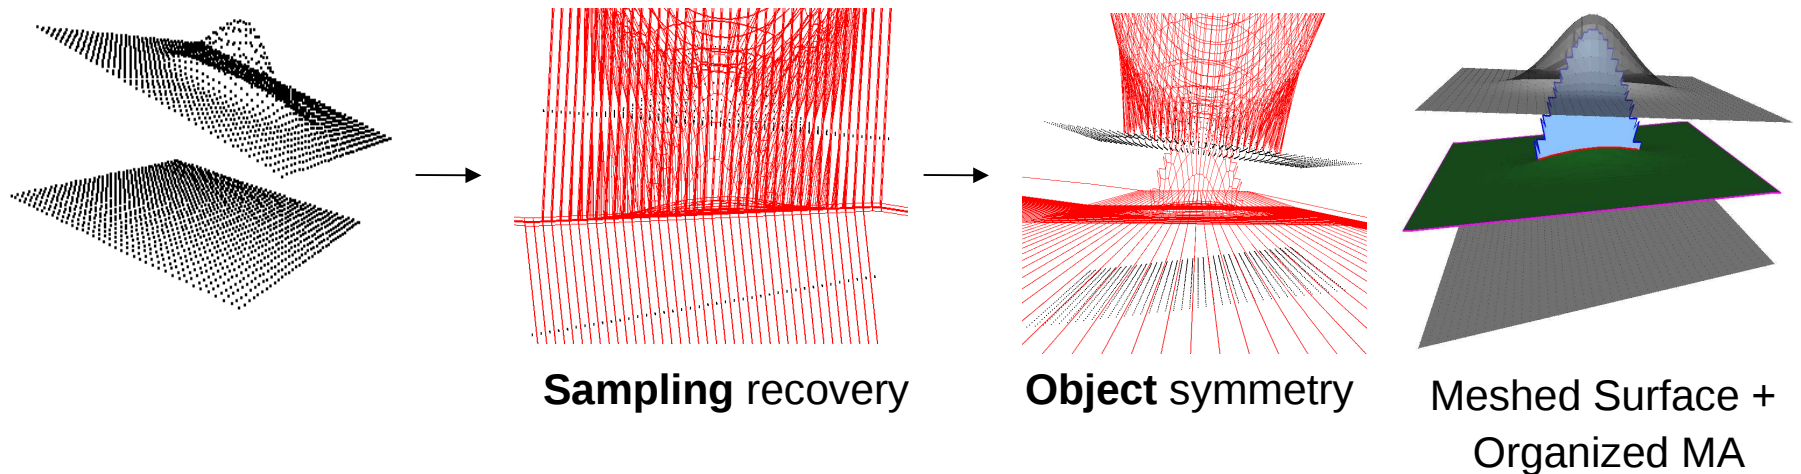 Sampling recovery
Object symmetry
Meshed Surface +
Organized MA